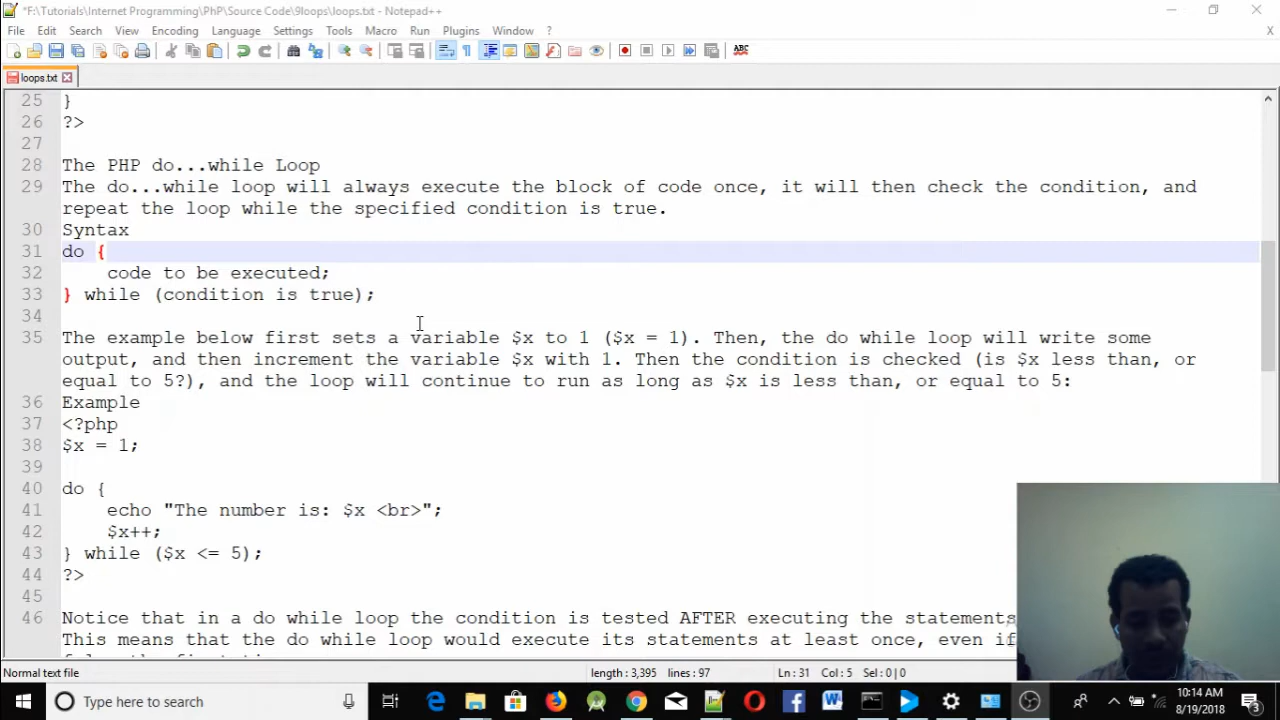 *F:\Tutorials\Internet Programming\PhP\Source Code\9loops\loops.txt - Notepad++
File Edit Search View Encoding Language Settings Tools Macro Run Plugins Window ? X
ABC
loops.txt
25 }
26 ?>
27
28 The PHP do...while Loop
29 The do...while loop will always execute the block of code once, it will then check the condition, and
repeat the loop while the specified condition is true.
30 Syntax
31 do {
32 code to be executed;
33 } while (condition is true);
34
35 The example below first sets a variable $x to 1 ($x = 1). Then, the do while loop will write some
output, and then increment the variable $x with 1. Then the condition is checked (is $x less than, or
equal to 5?), and the loop will continue to run as long as $x is less than, or equal to 5:
36 Example
37 <?php
38 $x = 1;
39
40 do {
41 echo "The number is: $x <br>";
42 $x++;
43 } while ($x <= 5);
44 ?>
45
46 Notice that in a do while loop the condition is tested AFTER executing the statements
This means that the do while loop would execute its statements at least once, even if
Normal text file length : 3,395 lines : 97 Ln : 31 Col : 5 Sel : 0 | 0
Type here to search
10:14 AM
8/19/2018
3